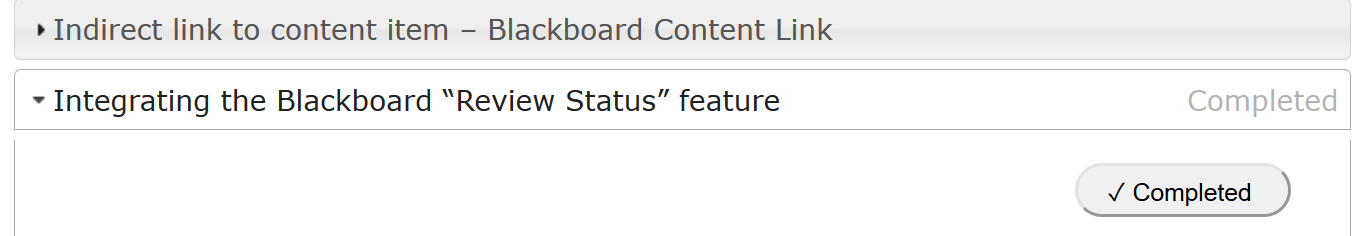 Indirect link to content item – Blackboard Content Link
Integrating the Blackboard “Review Status” feature Completed
✓ Completed